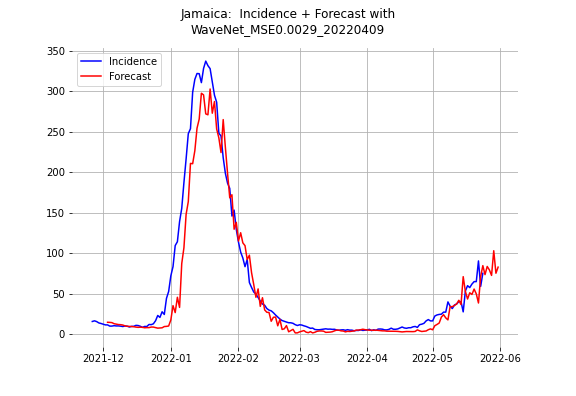 Jamaica:  Incidence + Forecast with
WaveNet_MSE0.0029_20220409
Incidence
Forecast
350
300
250
200
150
100
50
0
2021-12 2022-01 2022-02 2022-03 2022-04 2022-05 2022-06